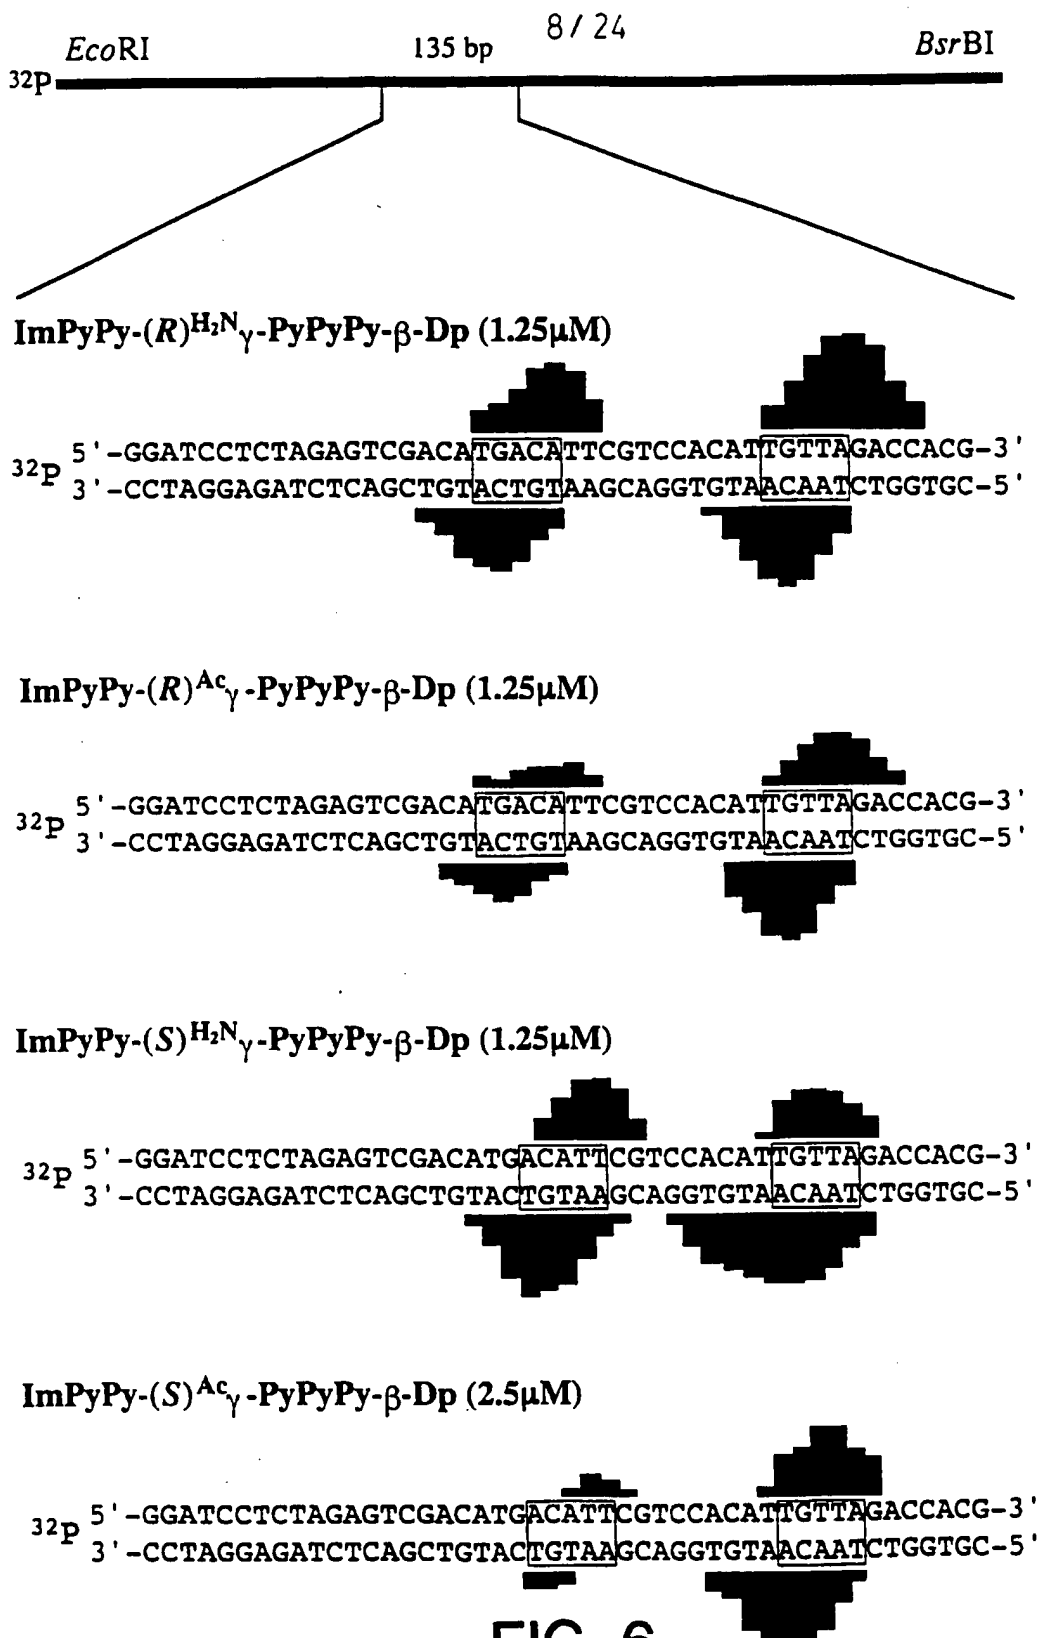 8/24
EcoRI 135 bp BsrBI
32P
ImPyPy-(R)H2Nγ-PyPyPy-β-Dp (1.25µM)
5'-GGATCCTCTAGAGTCGACATGACATTCGTCCACATTGTTAGACCACG-3'
32P
3'-CCTAGGAGATCTCAGCTGTACTGTAAGCAGGTGTAACAATCTGGTGC-5'
ImPyPy-(R)Acγ-PyPyPy-β-Dp (1.25µM)
5'-GGATCCTCTAGAGTCGACATGACATTCGTCCACATTGTTAGACCACG-3'
32P
3'-CCTAGGAGATCTCAGCTGTACTGTAAGCAGGTGTAACAATCTGGTGC-5'
ImPyPy-(S)H2Nγ-PyPyPy-β-Dp (1.25µM)
5'-GGATCCTCTAGAGTCGACATGACATTCGTCCACATTGTTAGACCACG-3'
32P
3'-CCTAGGAGATCTCAGCTGTACTGTAAGCAGGTGTAACAATCTGGTGC-5'
ImPyPy-(S)Acγ-PyPyPy-β-Dp (2.5µM)
5'-GGATCCTCTAGAGTCGACATGACATTCGTCCACATTGTTAGACCACG-3'
32P
3'-CCTAGGAGATCTCAGCTGTACTGTAAGCAGGTGTAACAATCTGGTGC-5'
FIG. 6